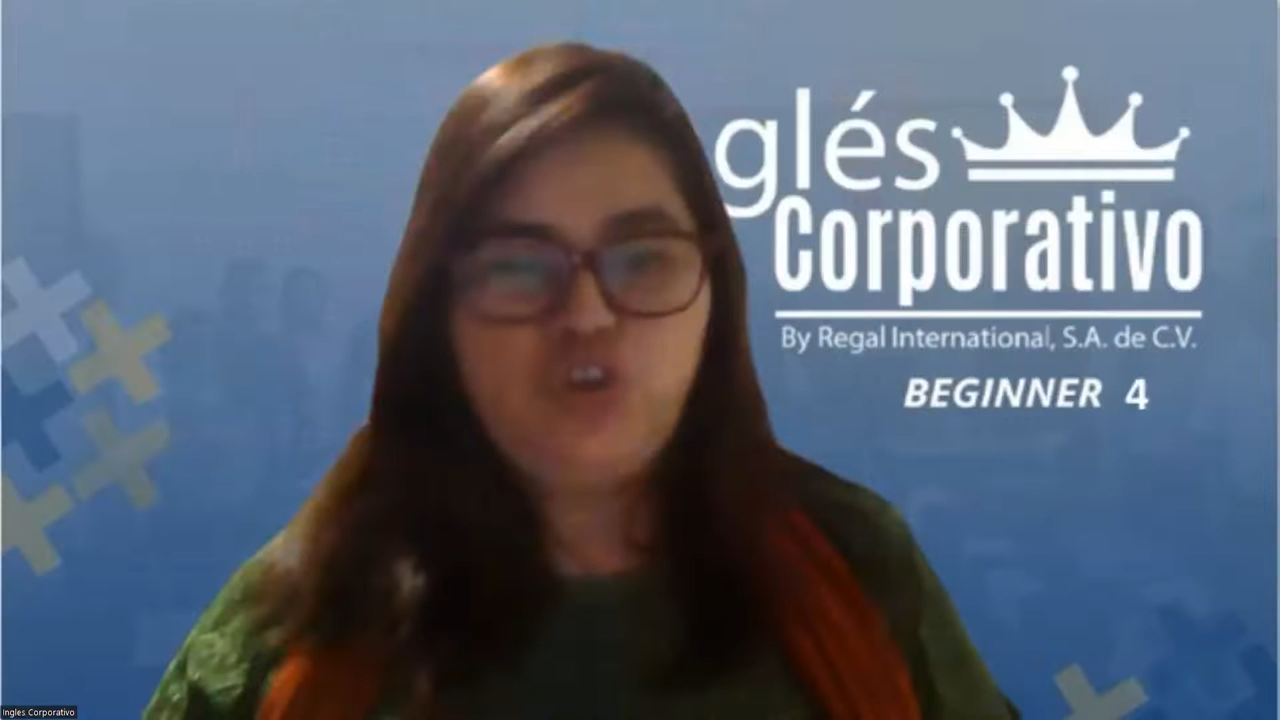 glés
Corporativo
By Regal International, S.A. de C.V.
BEGINNER 4
Ingles Corporativo